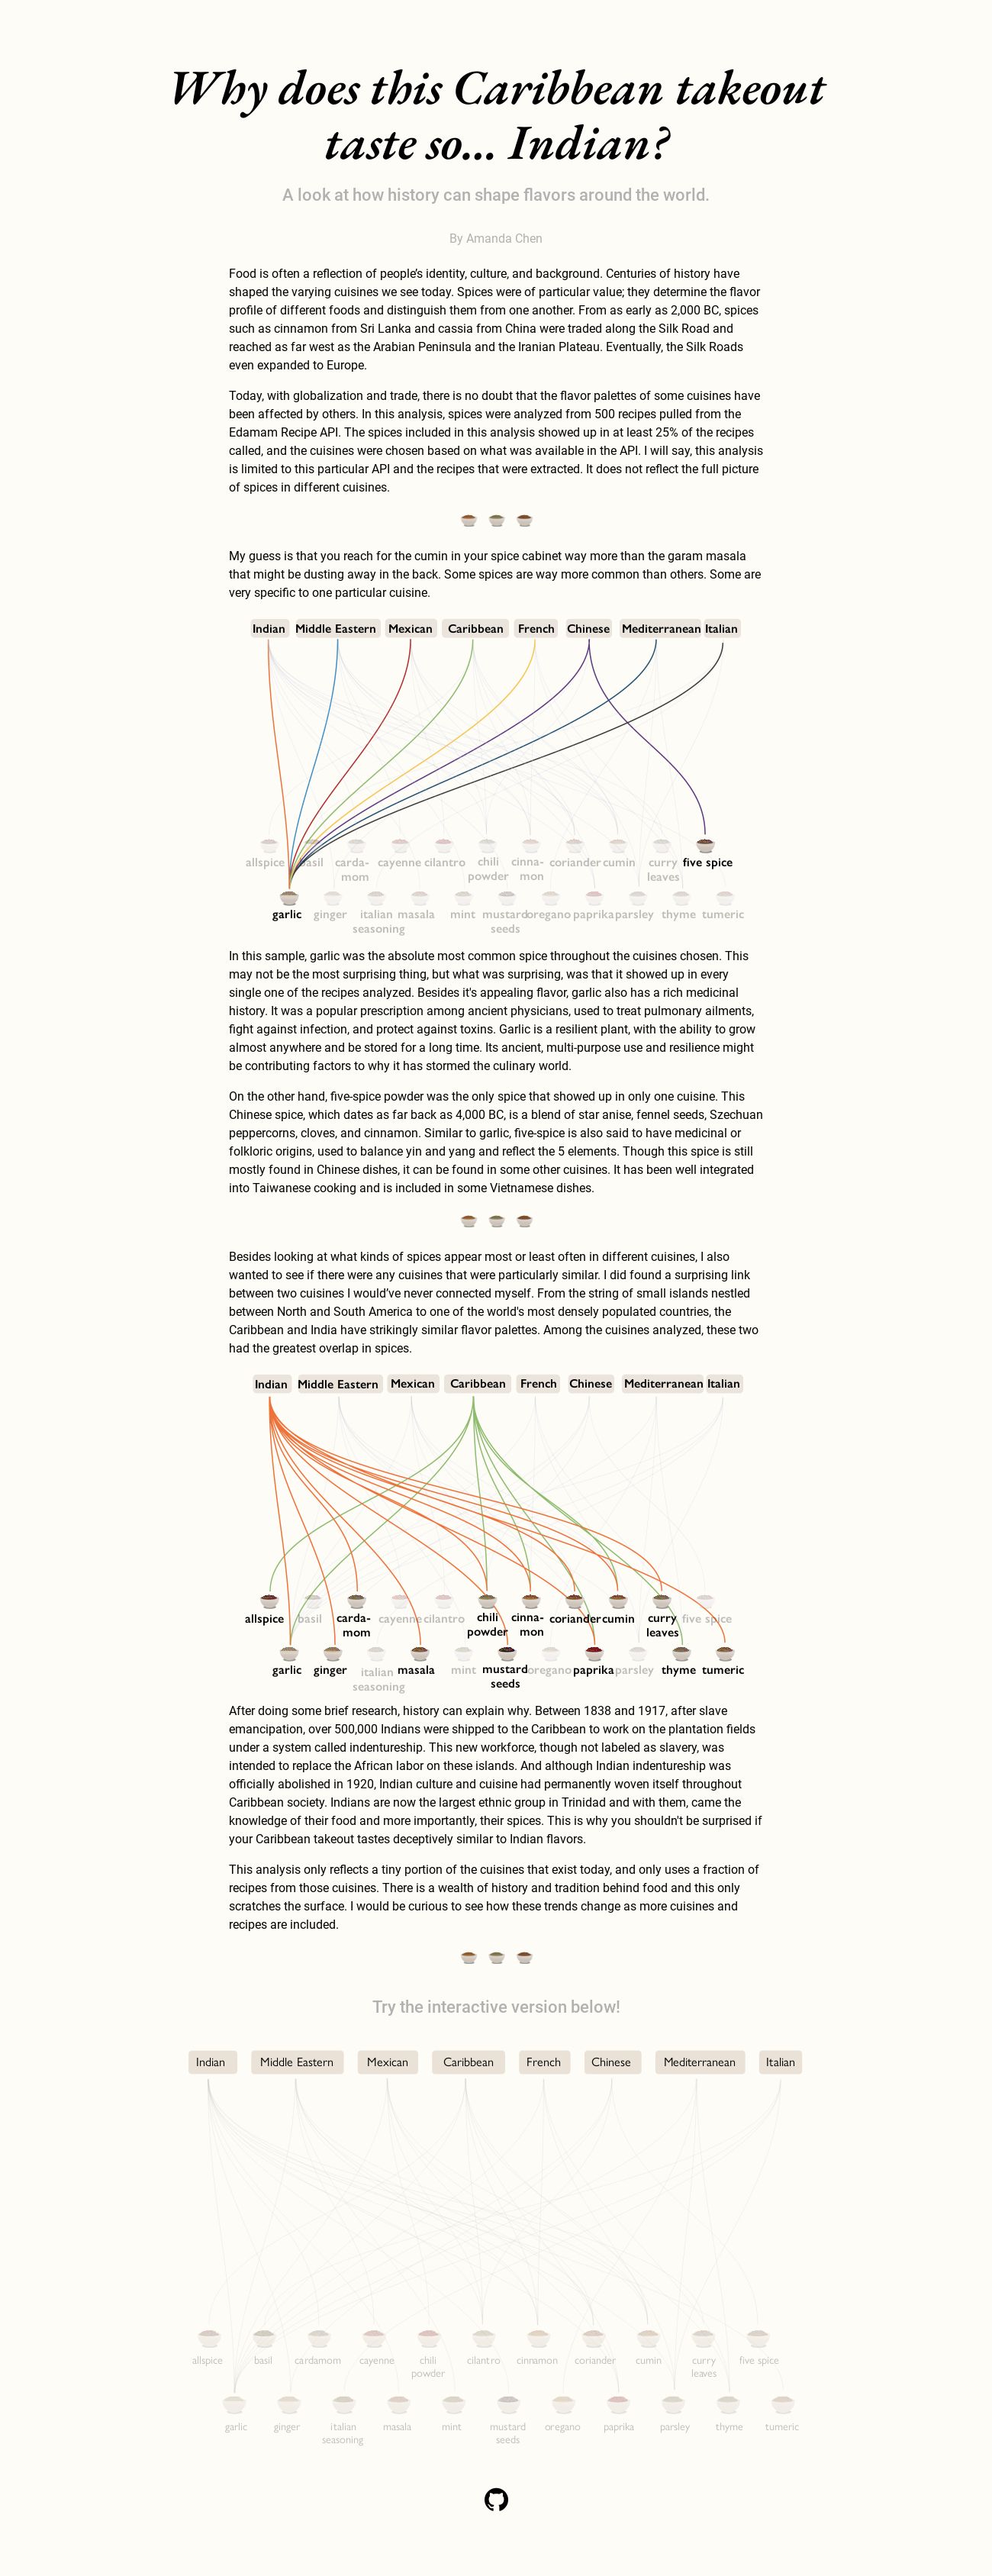 Why does this Caribbean takeout
taste so... Indian?
A look at how history can shape flavors around the world.
By Amanda Chen
Food is often a reflection of people's identity, culture, and background. Centuries of history have
shaped the varying cuisines we see today. Spices were of particular value; they determine the flavor
profile of different foods and distinguish them from one another. From as early as 2,000 BC, spices
such as cinnamon from Sri Lanka and cassia from China were traded along the Silk Road and
reached as far west as the Arabian Peninsula and the Iranian Plateau. Eventually, the Silk Roads
even expanded to Europe.
Today, with globalization and trade, there is no doubt that the flavor palettes of some cuisines have
been affected by others. In this analysis, spices were analyzed from 500 recipes pulled from the
Edamam Recipe API. The spices included in this analysis showed up in at least 25% of the recipes
called, and the cuisines were chosen based on what was available in the API. I will say, this analysis
is limited to this particular API and the recipes that were extracted. It does not reflect the full picture
of spices in different cuisines.
My guess is that you reach for the cumin in your spice cabinet way more than the garam masala
that might be dusting away in the back. Some spices are way more common than others. Some are
very specific to one particular cuisine.
Indian Middle Eastern Mexican Caribbean French Chinese Mediterranean Italian
allspice basil carda- cayenne cilantro chili cinna- coriander cumin curry five spice
mom powder mon leaves
garlic ginger italian masala mint mustard oregano paprika parsley thyme tumeric
seasoning seeds
In this sample, garlic was the absolute most common spice throughout the cuisines chosen. This
may not be the most surprising thing, but what was surprising, was that it showed up in every
single one of the recipes analyzed. Besides it's appealing flavor, garlic also has a rich medicinal
history. It was a popular prescription among ancient physicians, used to treat pulmonary ailments,
fight against infection, and protect against toxins. Garlic is a resilient plant, with the ability to grow
almost anywhere and be stored for a long time. Its ancient, multi-purpose use and resilience might
be contributing factors to why it has stormed the culinary world.
On the other hand, five-spice powder was the only spice that showed up in only one cuisine. This
Chinese spice, which dates as far back as 4,000 BC, is a blend of star anise, fennel seeds, Szechuan
peppercorns, cloves, and cinnamon. Similar to garlic, five-spice is also said to have medicinal or
folkloric origins, used to balance yin and yang and reflect the 5 elements. Though this spice is still
mostly found in Chinese dishes, it can be found in some other cuisines. It has been well integrated
into Taiwanese cooking and is included in some Vietnamese dishes.
Besides looking at what kinds of spices appear most or least often in different cuisines, I also
wanted to see if there were any cuisines that were particularly similar. I did found a surprising link
between two cuisines I would've never connected myself. From the string of small islands nestled
between North and South America to one of the world's most densely populated countries, the
Caribbean and India have strikingly similar flavor palettes. Among the cuisines analyzed, these two
had the greatest overlap in spices.
Indian Middle Eastern Mexican Caribbean French Chinese Mediterranean Italian
allspice basil carda- cayenne cilantro chili cinna- coriander cumin curry five spice
mom powder mon leaves
garlic ginger italian masala mint mustard oregano paprika parsley thyme tumeric
seasoning seeds
After doing some brief research, history can explain why. Between 1838 and 1917, after slave
emancipation, over 500,000 Indians were shipped to the Caribbean to work on the plantation fields
under a system called indentureship. This new workforce, though not labeled as slavery, was
intended to replace the African labor on these islands. And although Indian indentureship was
officially abolished in 1920, Indian culture and cuisine had permanently woven itself throughout
Caribbean society. Indians are now the largest ethnic group in Trinidad and with them, came the
knowledge of their food and more importantly, their spices. This is why you shouldn't be surprised if
your Caribbean takeout tastes deceptively similar to Indian flavors.
This analysis only reflects a tiny portion of the cuisines that exist today, and only uses a fraction of
recipes from those cuisines. There is a wealth of history and tradition behind food and this only
scratches the surface. I would be curious to see how these trends change as more cuisines and
recipes are included.
Try the interactive version below!
Indian Middle Eastern Mexican Caribbean French Chinese Mediterranean Italian
allspice basil cardamom cayenne chili cilantro cinnamon coriander cumin curry five spice
powder leaves
garlic ginger italian masala mint mustard oregano paprika parsley thyme tumeric
seasoning seeds